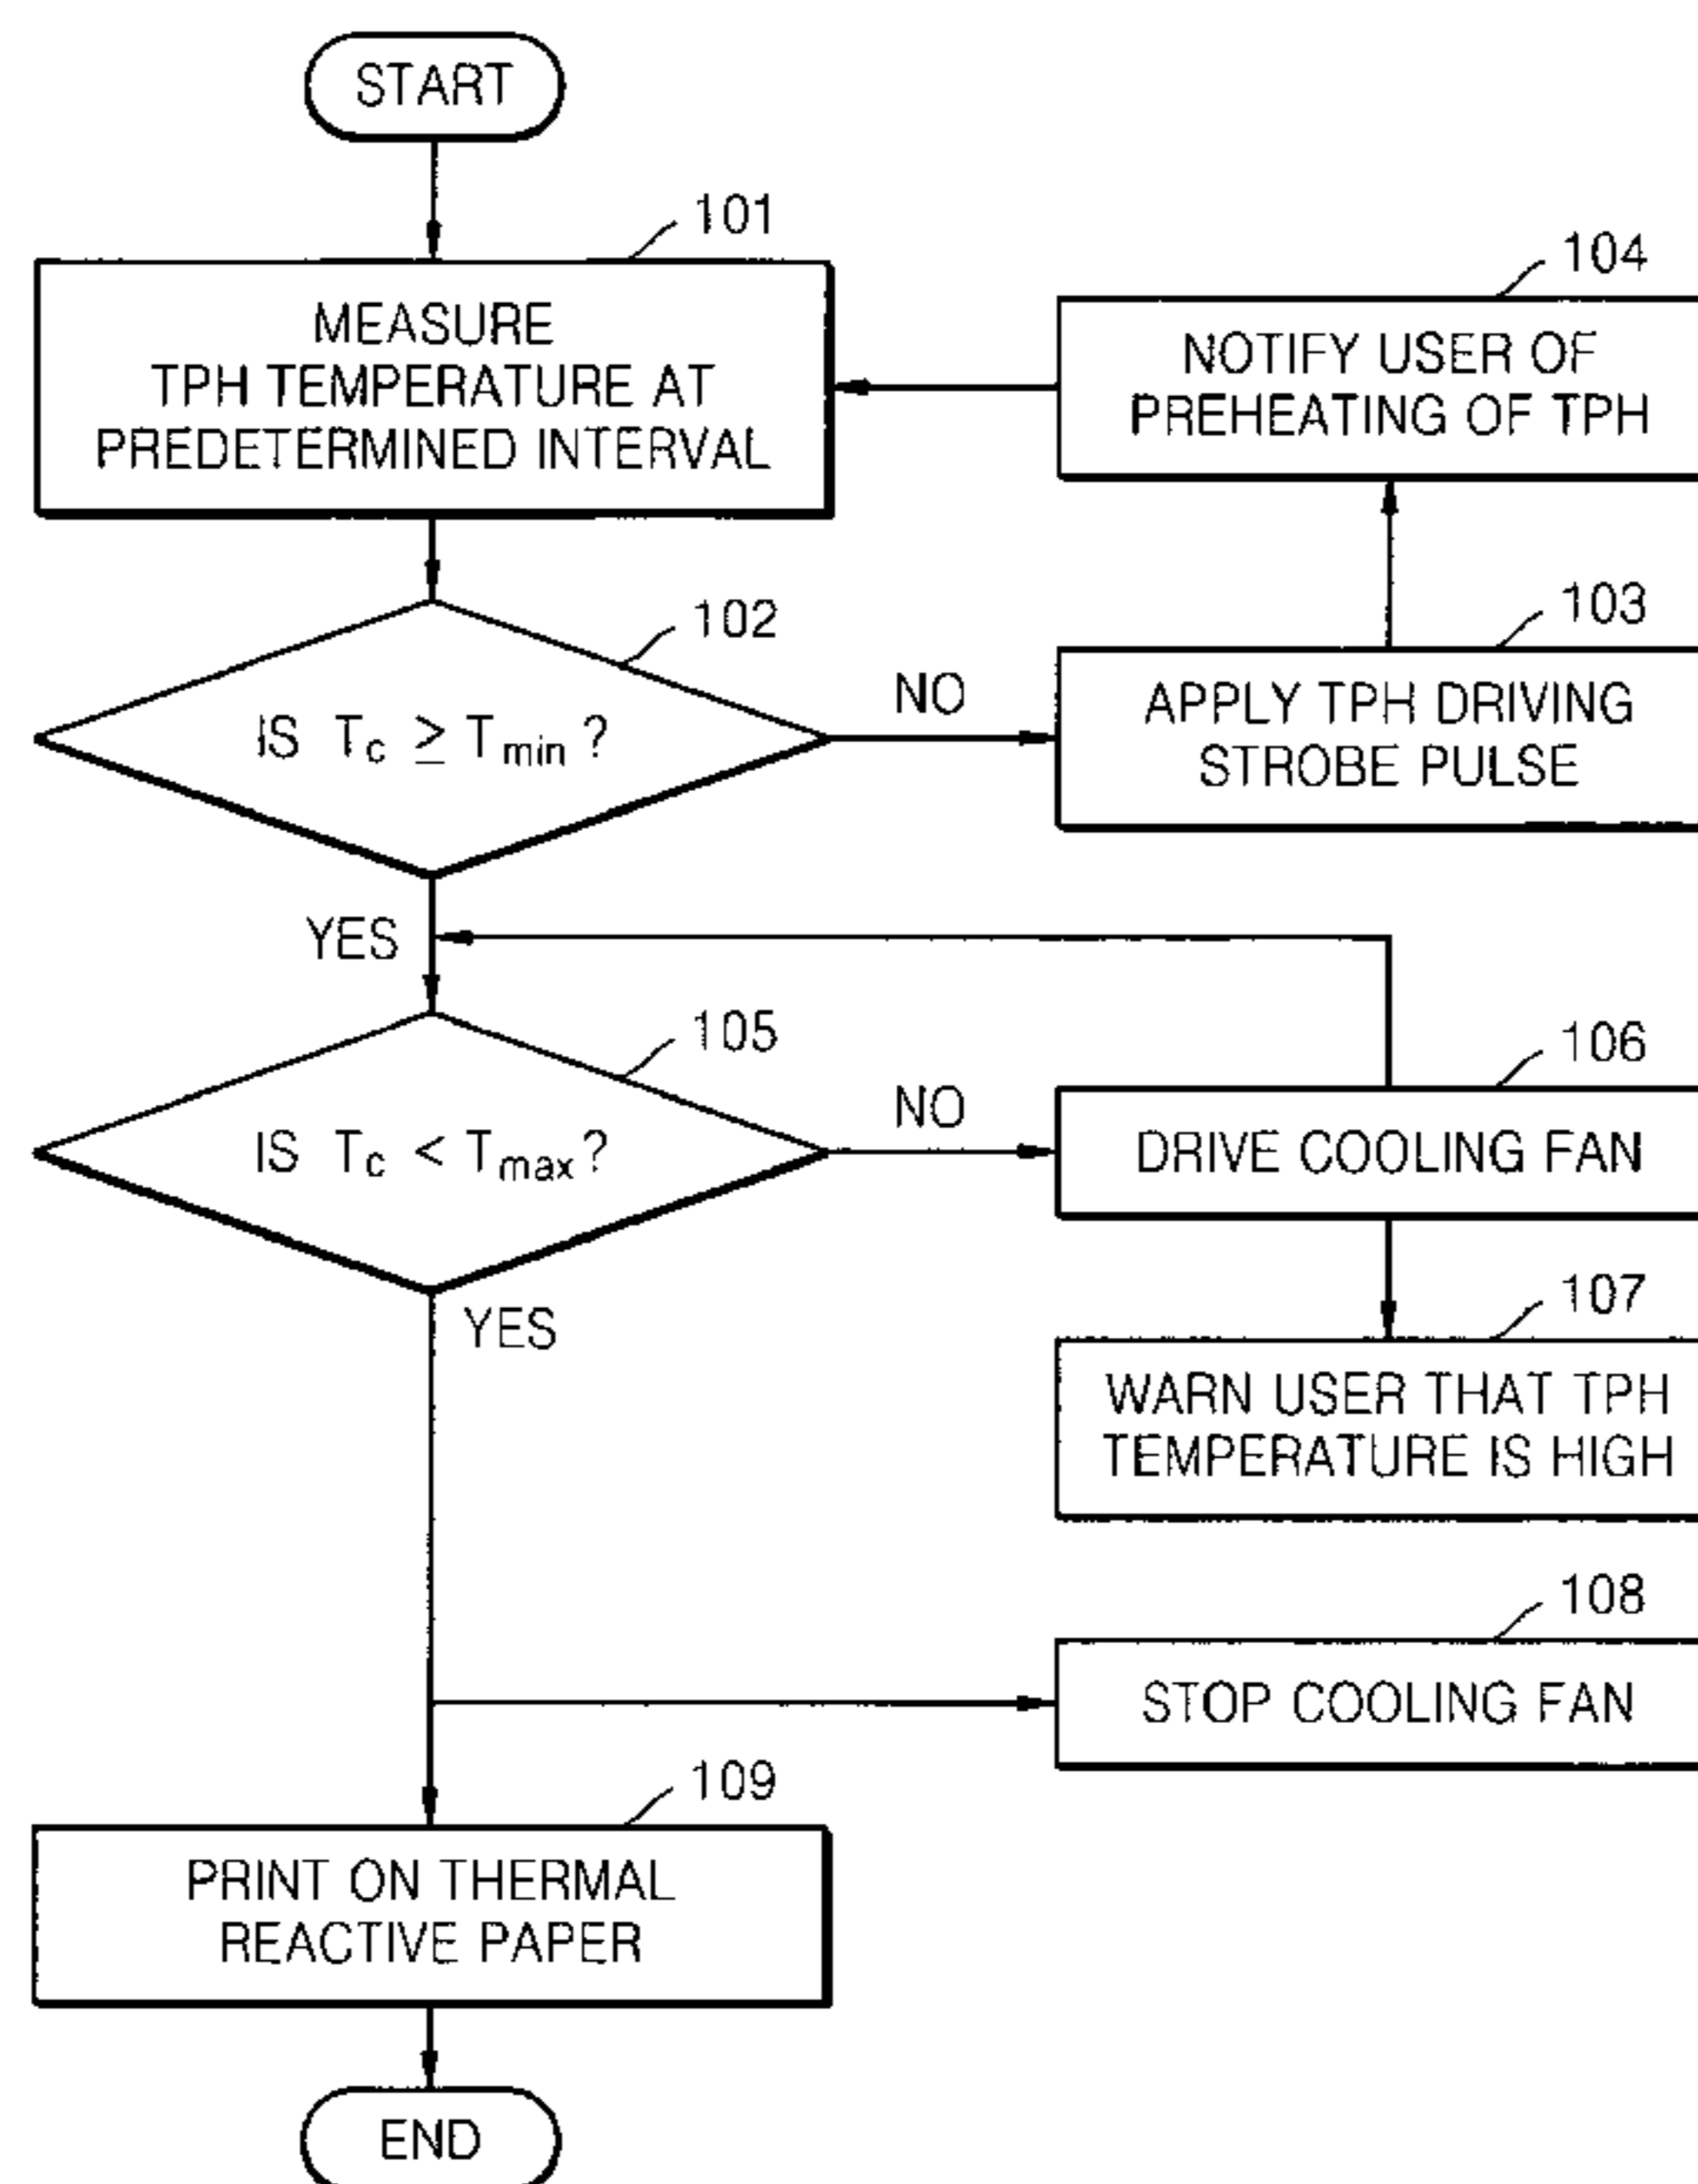 START
101
MEASURE
TPH TEMPERATURE AT
PREDETERMINED INTERVAL
104
NOTIFY USER OF
PREHEATING OF TPH
102
IS Tc ≥ Tmin?
NO
103
APPLY TPH DRIVING
STROBE PULSE
YES
105
IS Tc < Tmax?
NO
106
DRIVE COOLING FAN
YES
107
WARN USER THAT TPH
TEMPERATURE IS HIGH
108
STOP COOLING FAN
109
PRINT ON THERMAL
REACTIVE PAPER
END